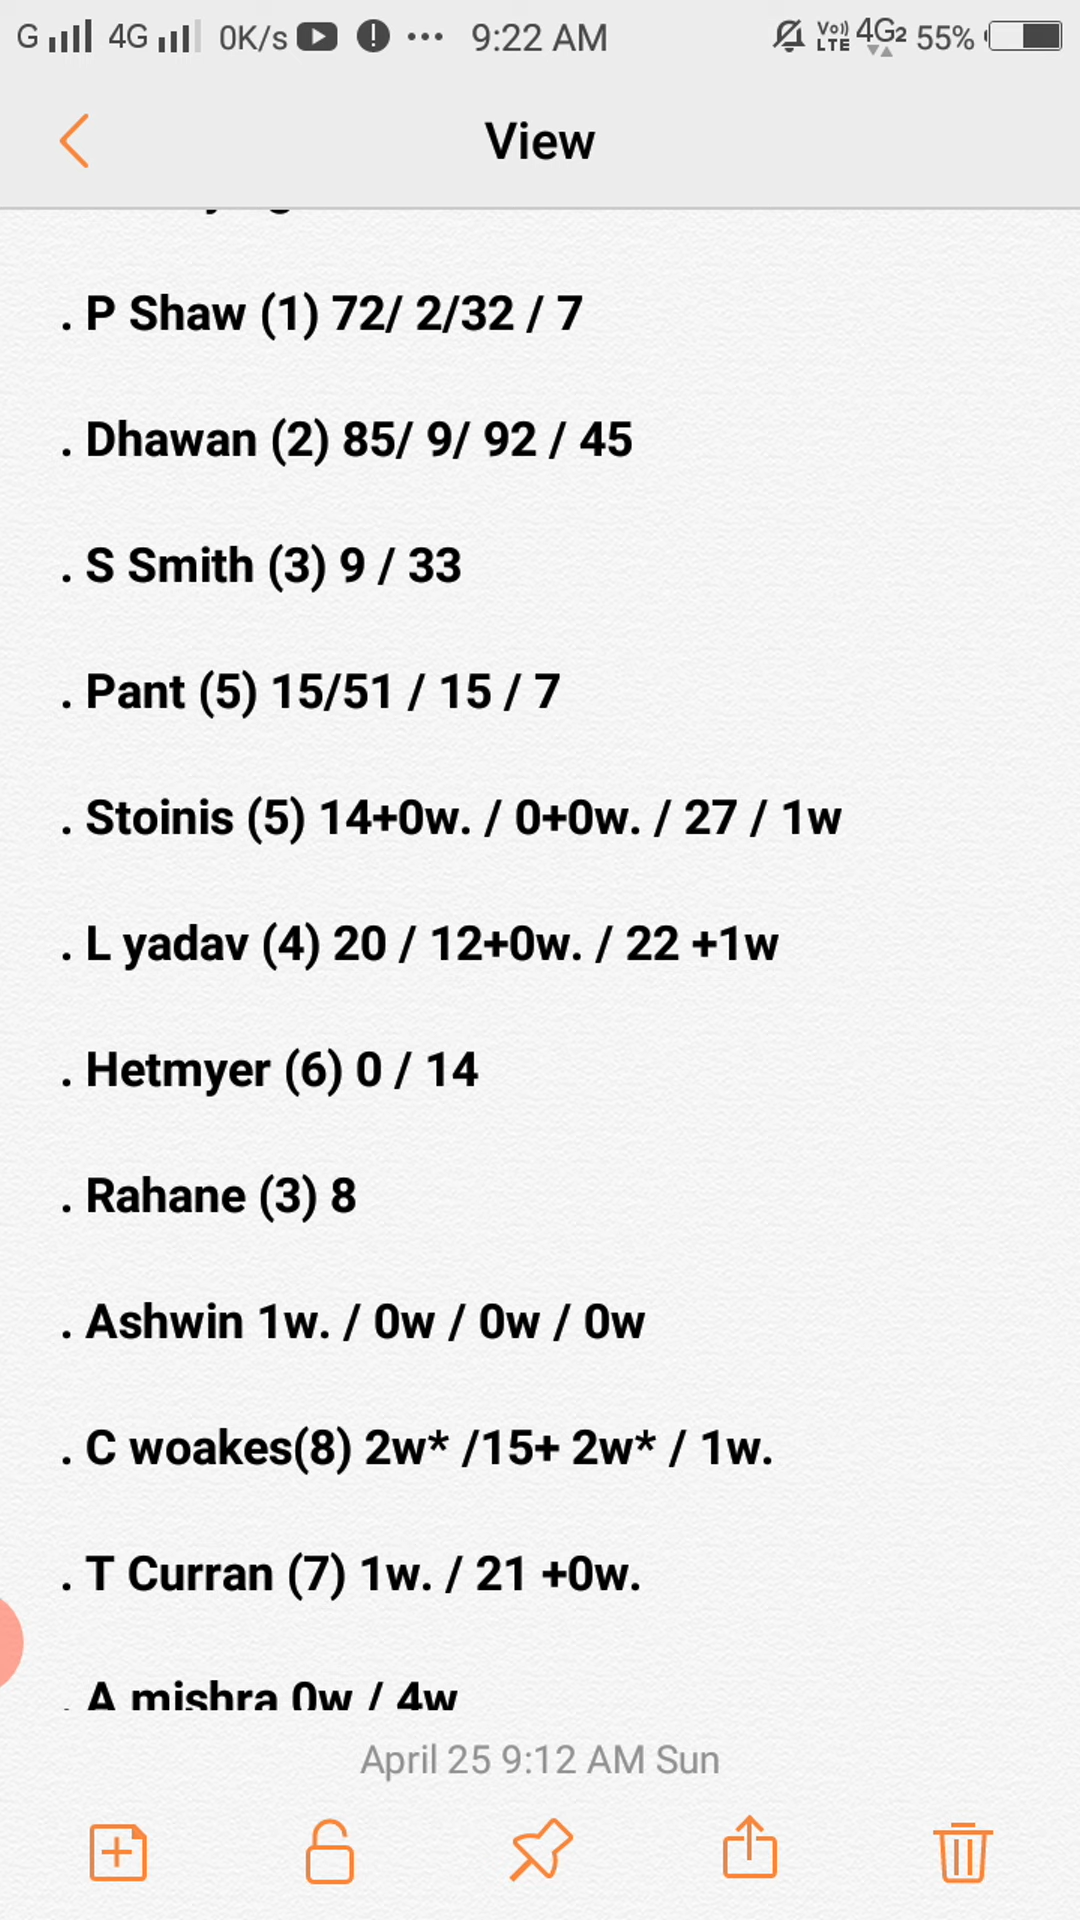 G 4G 0K/s ... 9:22 AM Vo)) LTE 4G2 55%
View
. P Shaw (1) 72/ 2/32 / 7
. Dhawan (2) 85/ 9/ 92 / 45
. S Smith (3) 9 / 33
. Pant (5) 15/51 / 15 / 7
. Stoinis (5) 14+0w. / 0+0w. / 27 / 1w
. L yadav (4) 20 / 12+0w. / 22 +1w
. Hetmyer (6) 0 / 14
. Rahane (3) 8
. Ashwin 1w. / 0w / 0w / 0w
. C woakes(8) 2w* /15+ 2w* / 1w.
. T Curran (7) 1w. / 21 +0w.
. A mishra 0w / 4w
April 25 9:12 AM Sun